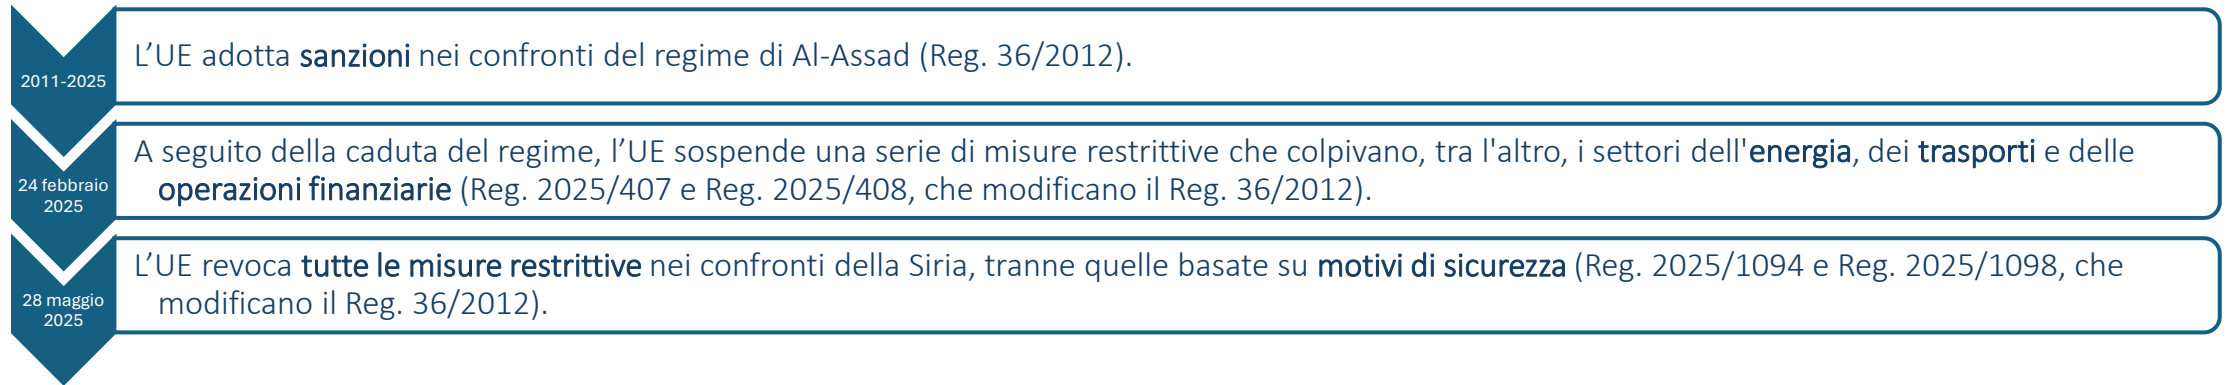 2011-2025
L’UE adotta sanzioni nei confronti del regime di Al-Assad (Reg. 36/2012).
24 febbraio
2025
A seguito della caduta del regime, l’UE sospende una serie di misure restrittive che colpivano, tra l'altro, i settori dell'energia, dei trasporti e delle
operazioni finanziarie (Reg. 2025/407 e Reg. 2025/408, che modificano il Reg. 36/2012).
28 maggio
2025
L’UE revoca tutte le misure restrittive nei confronti della Siria, tranne quelle basate su motivi di sicurezza (Reg. 2025/1094 e Reg. 2025/1098, che
modificano il Reg. 36/2012).